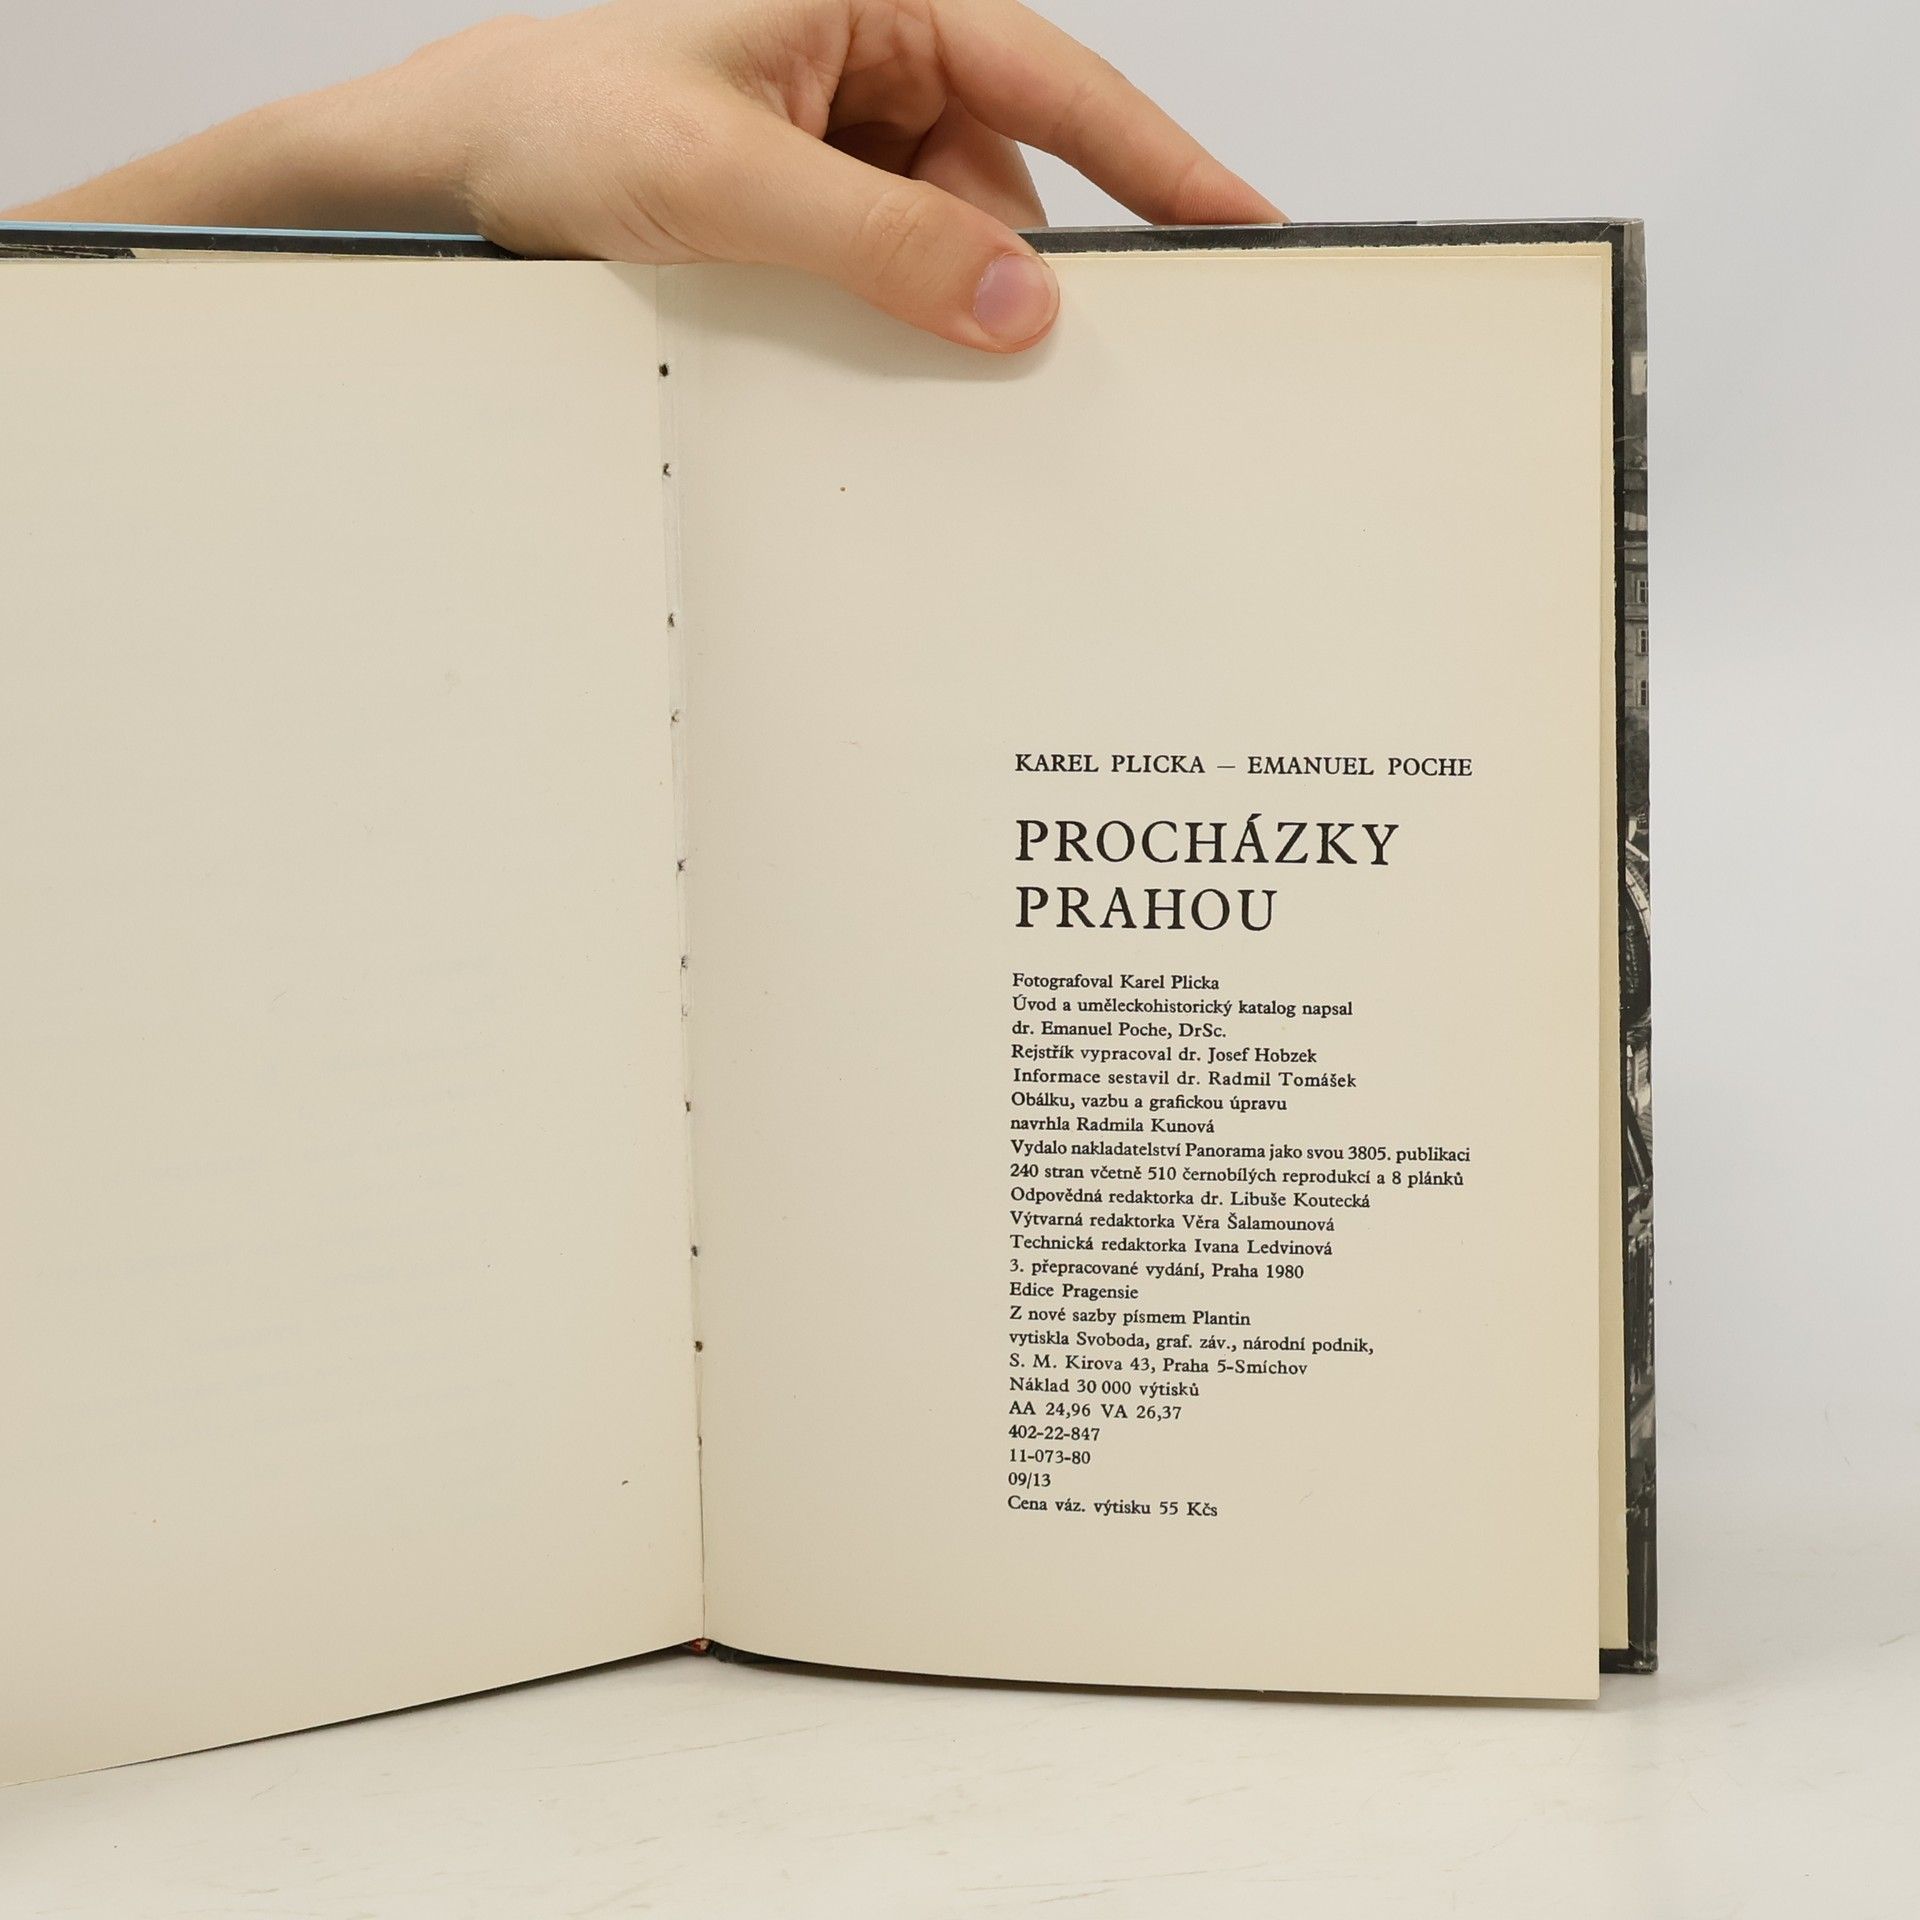 KAREL PLICKA — EMANUEL POCHE
PROCHÁZKY
PRAHOU
Fotografoval Karel Plicka
Úvod a uměleckohistorický katalog napsal
dr. Emanuel Poche, DrSc.
Rejstřík vypracoval dr. Josef Hobzek
Informace sestavil dr. Radmil Tomášek
Obálku, vazbu a grafickou úpravu
navrhla Radmila Kunová
Vydalo nakladatelství Panorama jako svou 3805. publikaci
240 stran včetně 510 černobílých reprodukcí a 8 plánků
Odpovědná redaktorka dr. Libuše Koutecká
Výtvarná redaktorka Věra Šalamounová
Technická redaktorka Ivana Ledvinová
3. přepracované vydání, Praha 1980
Edice Pragensie
Z nové sazby písmem Plantin
vytiskla Svoboda, graf. záv., národní podnik,
S. M. Kirova 43, Praha 5-Smíchov
Náklad 30 000 výtisků
AA 24,96 VA 26,37
402-22-847
11-073-80
09/13
Cena váz. výtisku 55 Kčs